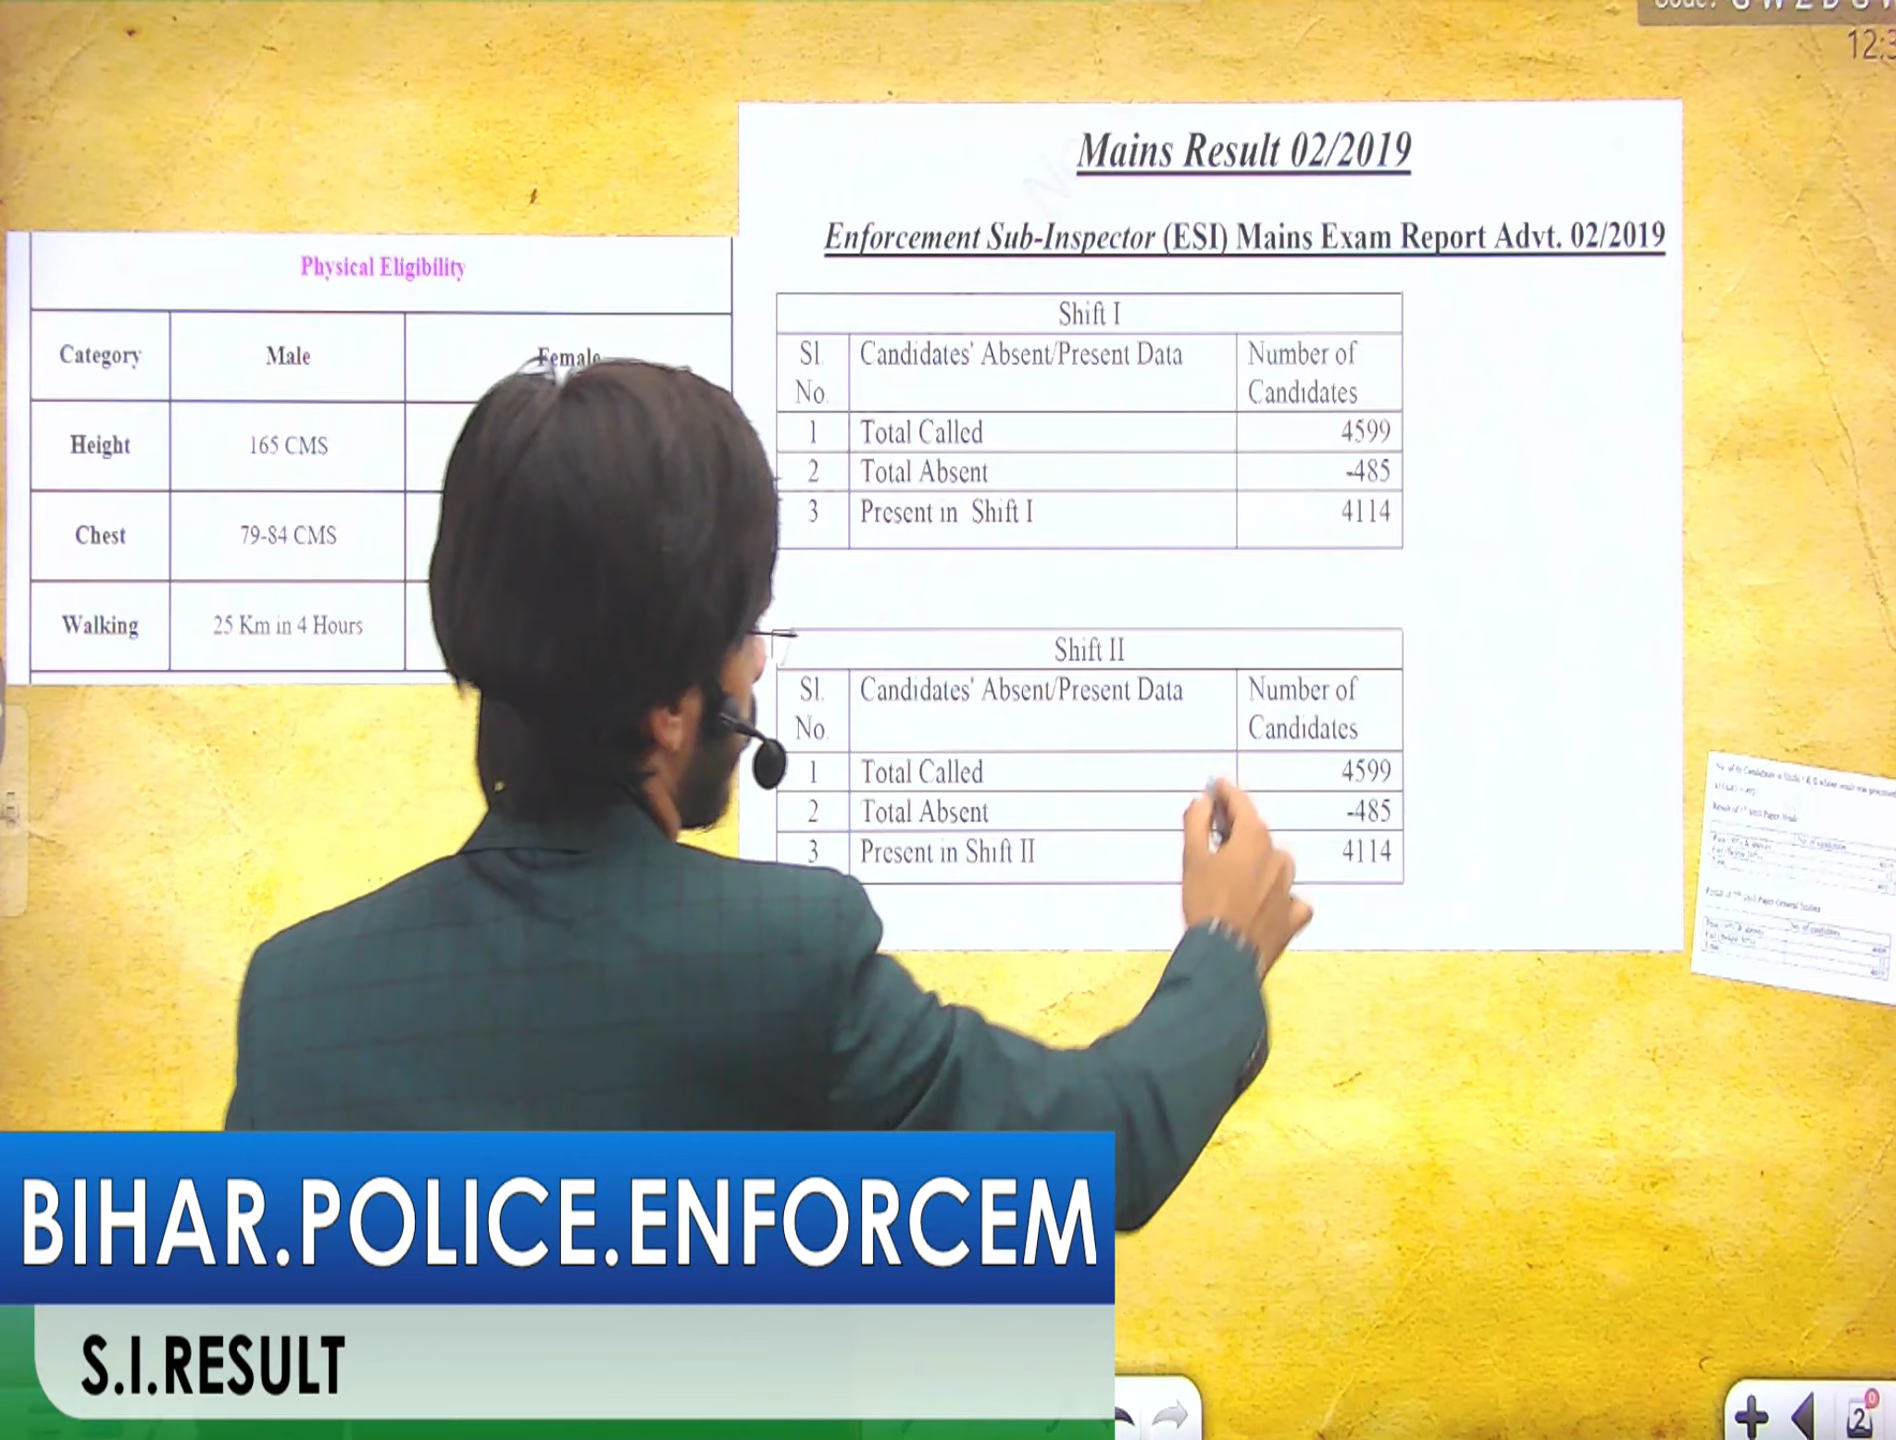 12:3
Mains Result 02/2019
Enforcement Sub-Inspector (ESI) Mains Exam Report Advt. 02/2019
Physical Eligibility
Category Male Female
Height 165 CMS
Chest 79-84 CMS
Walking 25 Km in 4 Hours
Shift I
Sl. Candidates' Absent/Present Data Number of
No. Candidates
1 Total Called 4599
2 Total Absent -485
3 Present in Shift I 4114
Shift II
Sl. Candidates' Absent/Present Data Number of
No. Candidates
1 Total Called 4599
2 Total Absent -485
3 Present in Shift II 4114
BIHAR.POLICE.ENFORCEM
S.I.RESULT
2
0